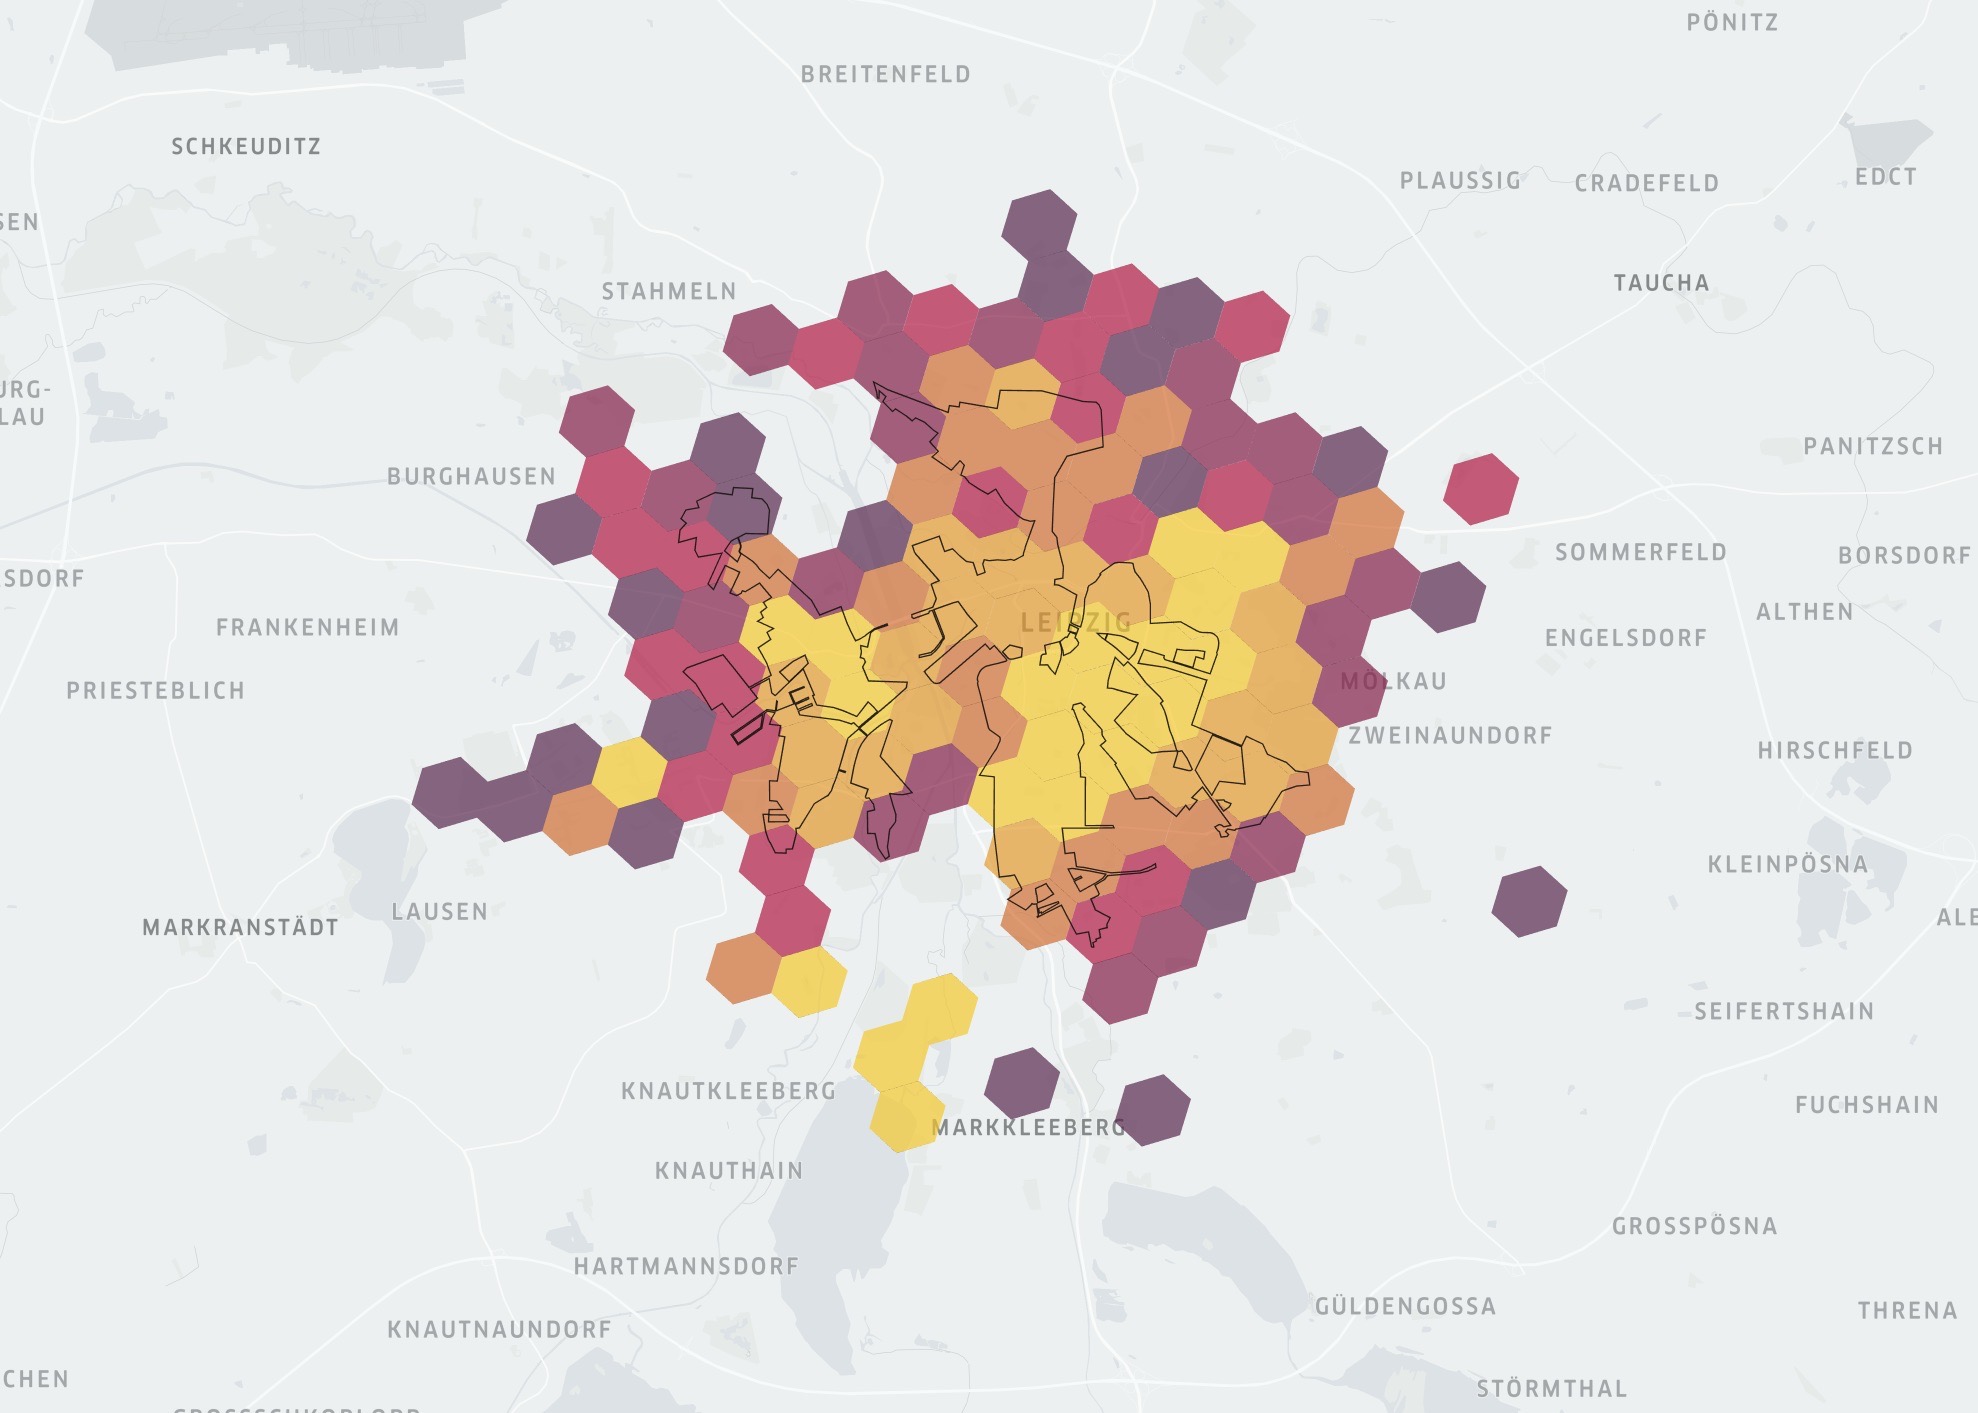 PÖNITZ
BREITENFELD
SCHKEUDITZ
EDCT
PLAUSSIG
CRADEFELD
SEN
TAUCHA
STAHMELN
URG-
LAU
PANITZSCH
BURGHAUSEN
SOMMERFELD
BORSDORF
SDORF
ALTHEN
LEIPZIG
FRANKENHEIM
ENGELSDORF
MÖLKAU
PRIESTEBLICH
ZWEINAUNDORF
HIRSCHFELD
KLEINPÖSNA
LAUSEN
ALE
MARKRANSTÄDT
SEIFERTSHAIN
KNAUTKLEEBERG
FUCHSHAIN
MARKKLEEBERG
KNAUTHAIN
GROSSPÖSNA
HARTMANNSDORF
GÜLDENGOSSA
THRENA
KNAUTNAUNDORF
CHEN
STÖRMTHAL